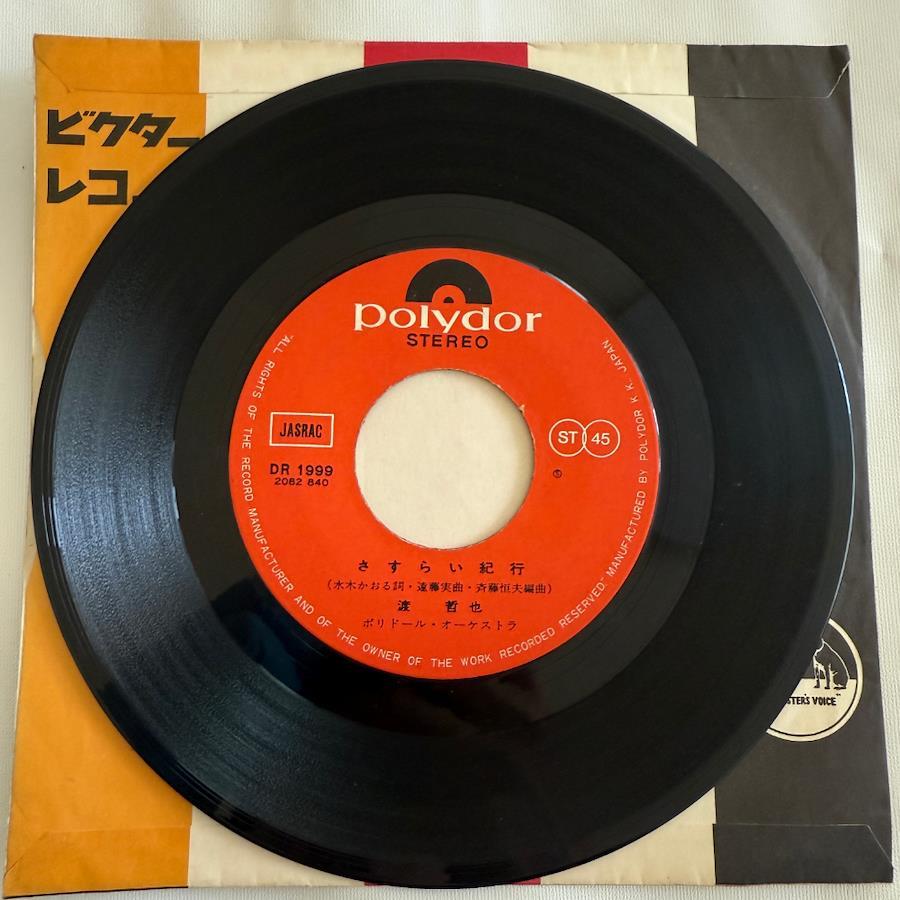 ビクター
レコ
polydor
STEREO
JASRAC
ST 45
DR 1999
2082 840
Ⓢ
さすらい紀行
(水木かおる詞・遠藤実曲・斉藤恒夫編曲)
渡 哲也
ポリドール・オーケストラ
"ALL RIGHTS OF THE RECORD MANUFACTURER AND OF THE OWNER OF THE WORK RECORDED RESERVED." MANUFACTURED BY POLYDOR K.K. JAPAN
STER'S VOICE"